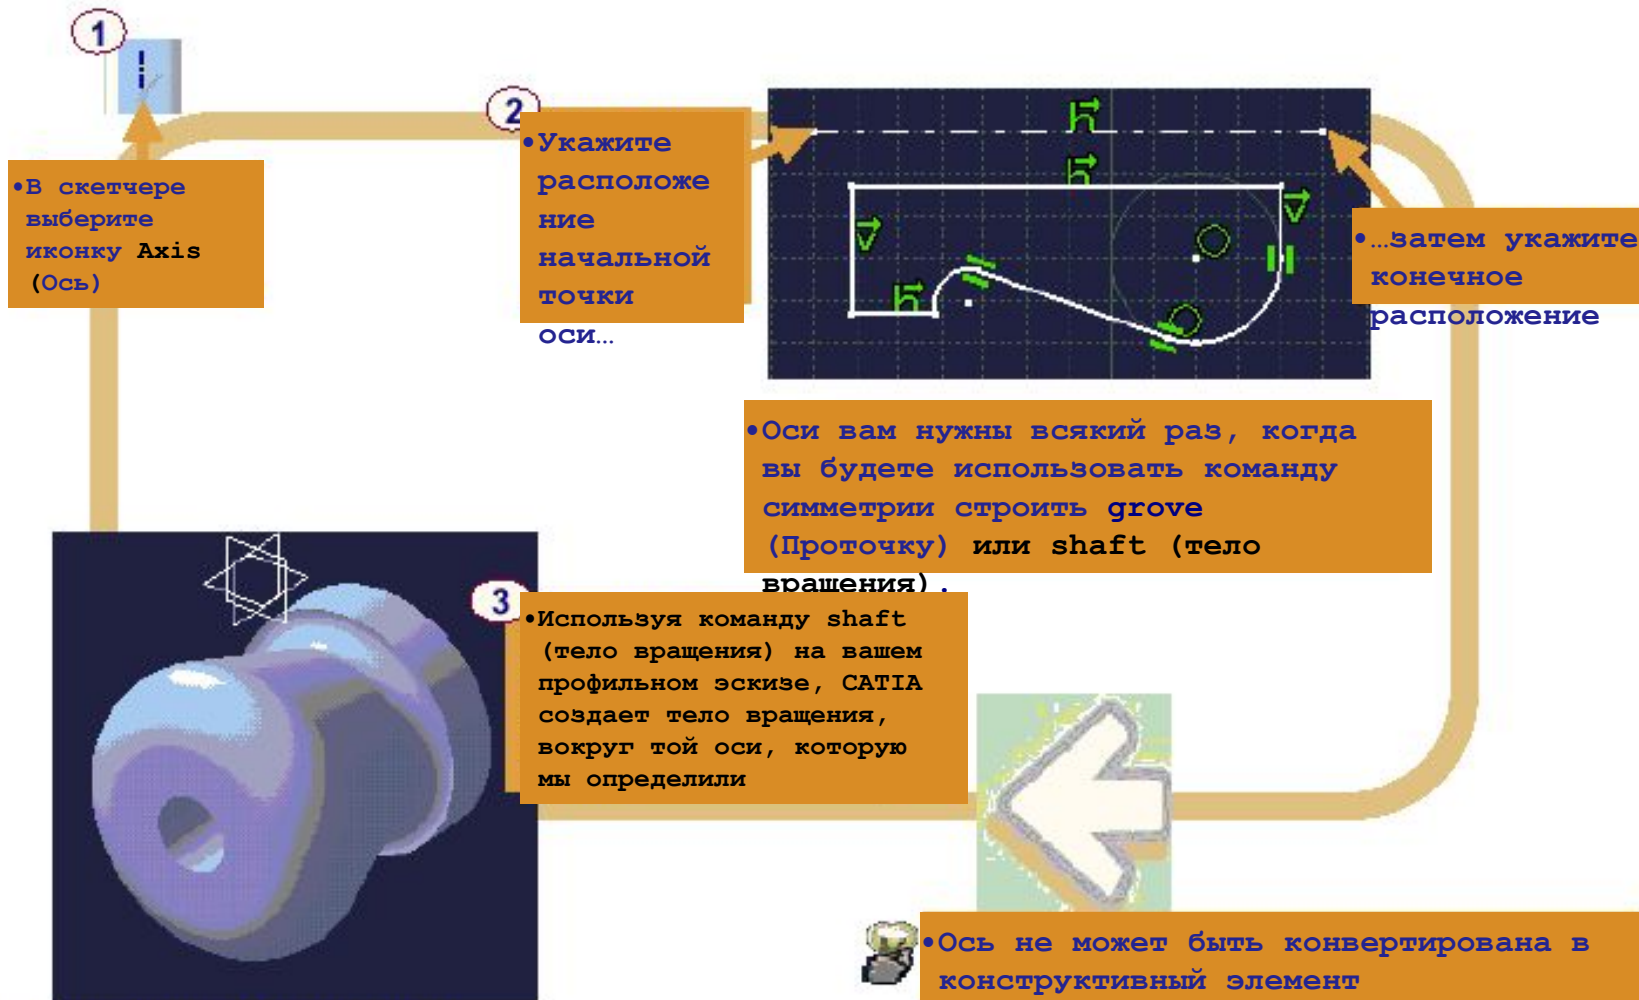 1
•В скетчере
выберите
иконку Axis
(Ось)
2
•Укажите
расположе
ние
начальной
точки
оси…
•…затем укажите
конечное
расположение
•Оси вам нужны всякий раз, когда
вы будете использовать команду
симметрии строить grove
(Проточку) или shaft (тело
вращения).
3
•Используя команду shaft
(тело вращения) на вашем
профильном эскизе, CATIA
создает тело вращения,
вокруг той оси, которую
мы определили
•Ось не может быть конвертирована в
конструктивный элемент